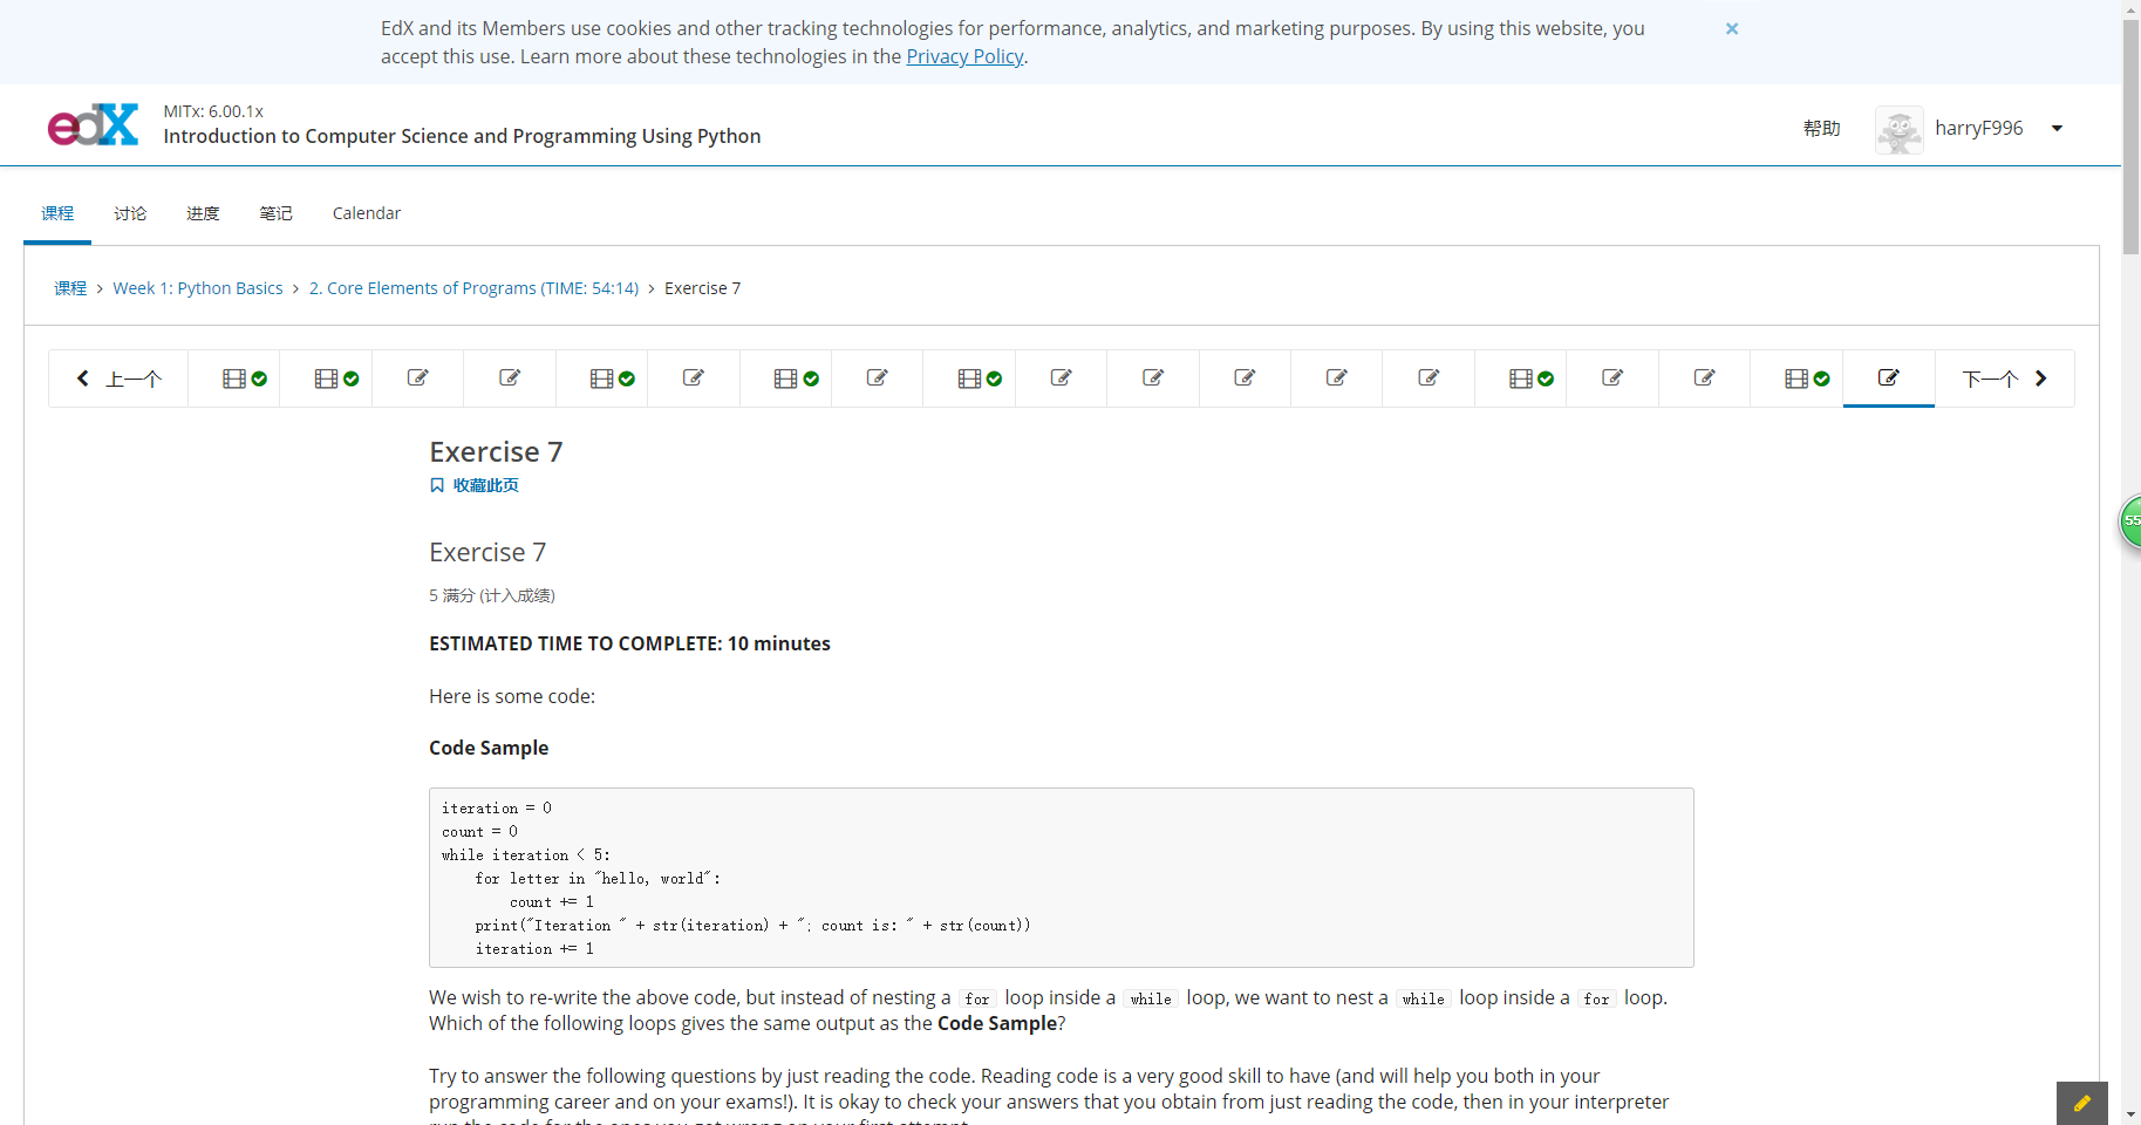 EdX and its Members use cookies and other tracking technologies for performance, analytics, and marketing purposes. By using this website, you
accept this use. Learn more about these technologies in the Privacy Policy.
×
edX
MITx: 6.00.1x
Introduction to Computer Science and Programming Using Python
帮助
harryF996
课程 讨论 进度 笔记 Calendar
课程 > Week 1: Python Basics > 2. Core Elements of Programs (TIME: 54:14) > Exercise 7
上一个
下一个
Exercise 7
收藏此页
Exercise 7
5 满分 (计入成绩)
ESTIMATED TIME TO COMPLETE: 10 minutes
Here is some code:
Code Sample
iteration = 0
count = 0
while iteration < 5:
    for letter in "hello, world":
        count += 1
    print("Iteration " + str(iteration) + "; count is: " + str(count))
    iteration += 1
We wish to re-write the above code, but instead of nesting a for loop inside a while loop, we want to nest a while loop inside a for loop.
Which of the following loops gives the same output as the Code Sample?
Try to answer the following questions by just reading the code. Reading code is a very good skill to have (and will help you both in your
programming career and on your exams!). It is okay to check your answers that you obtain from just reading the code, then in your interpreter
55